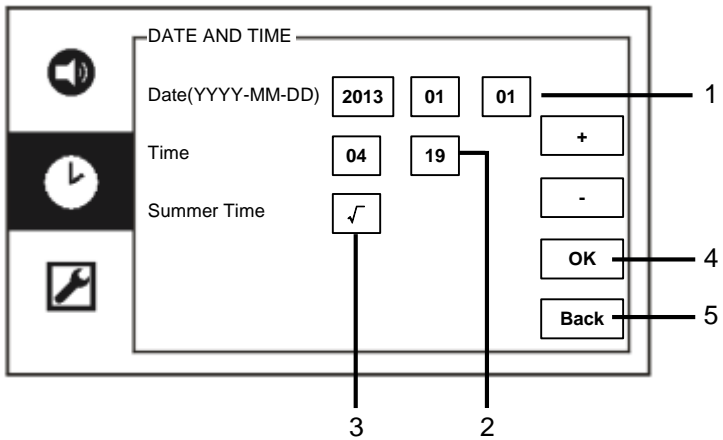 DATE AND TIME
Date(YYYY-MM-DD) 2013 01 01 1
+
Time 04 19
-
Summer Time √
OK 4
Back 5
3 2